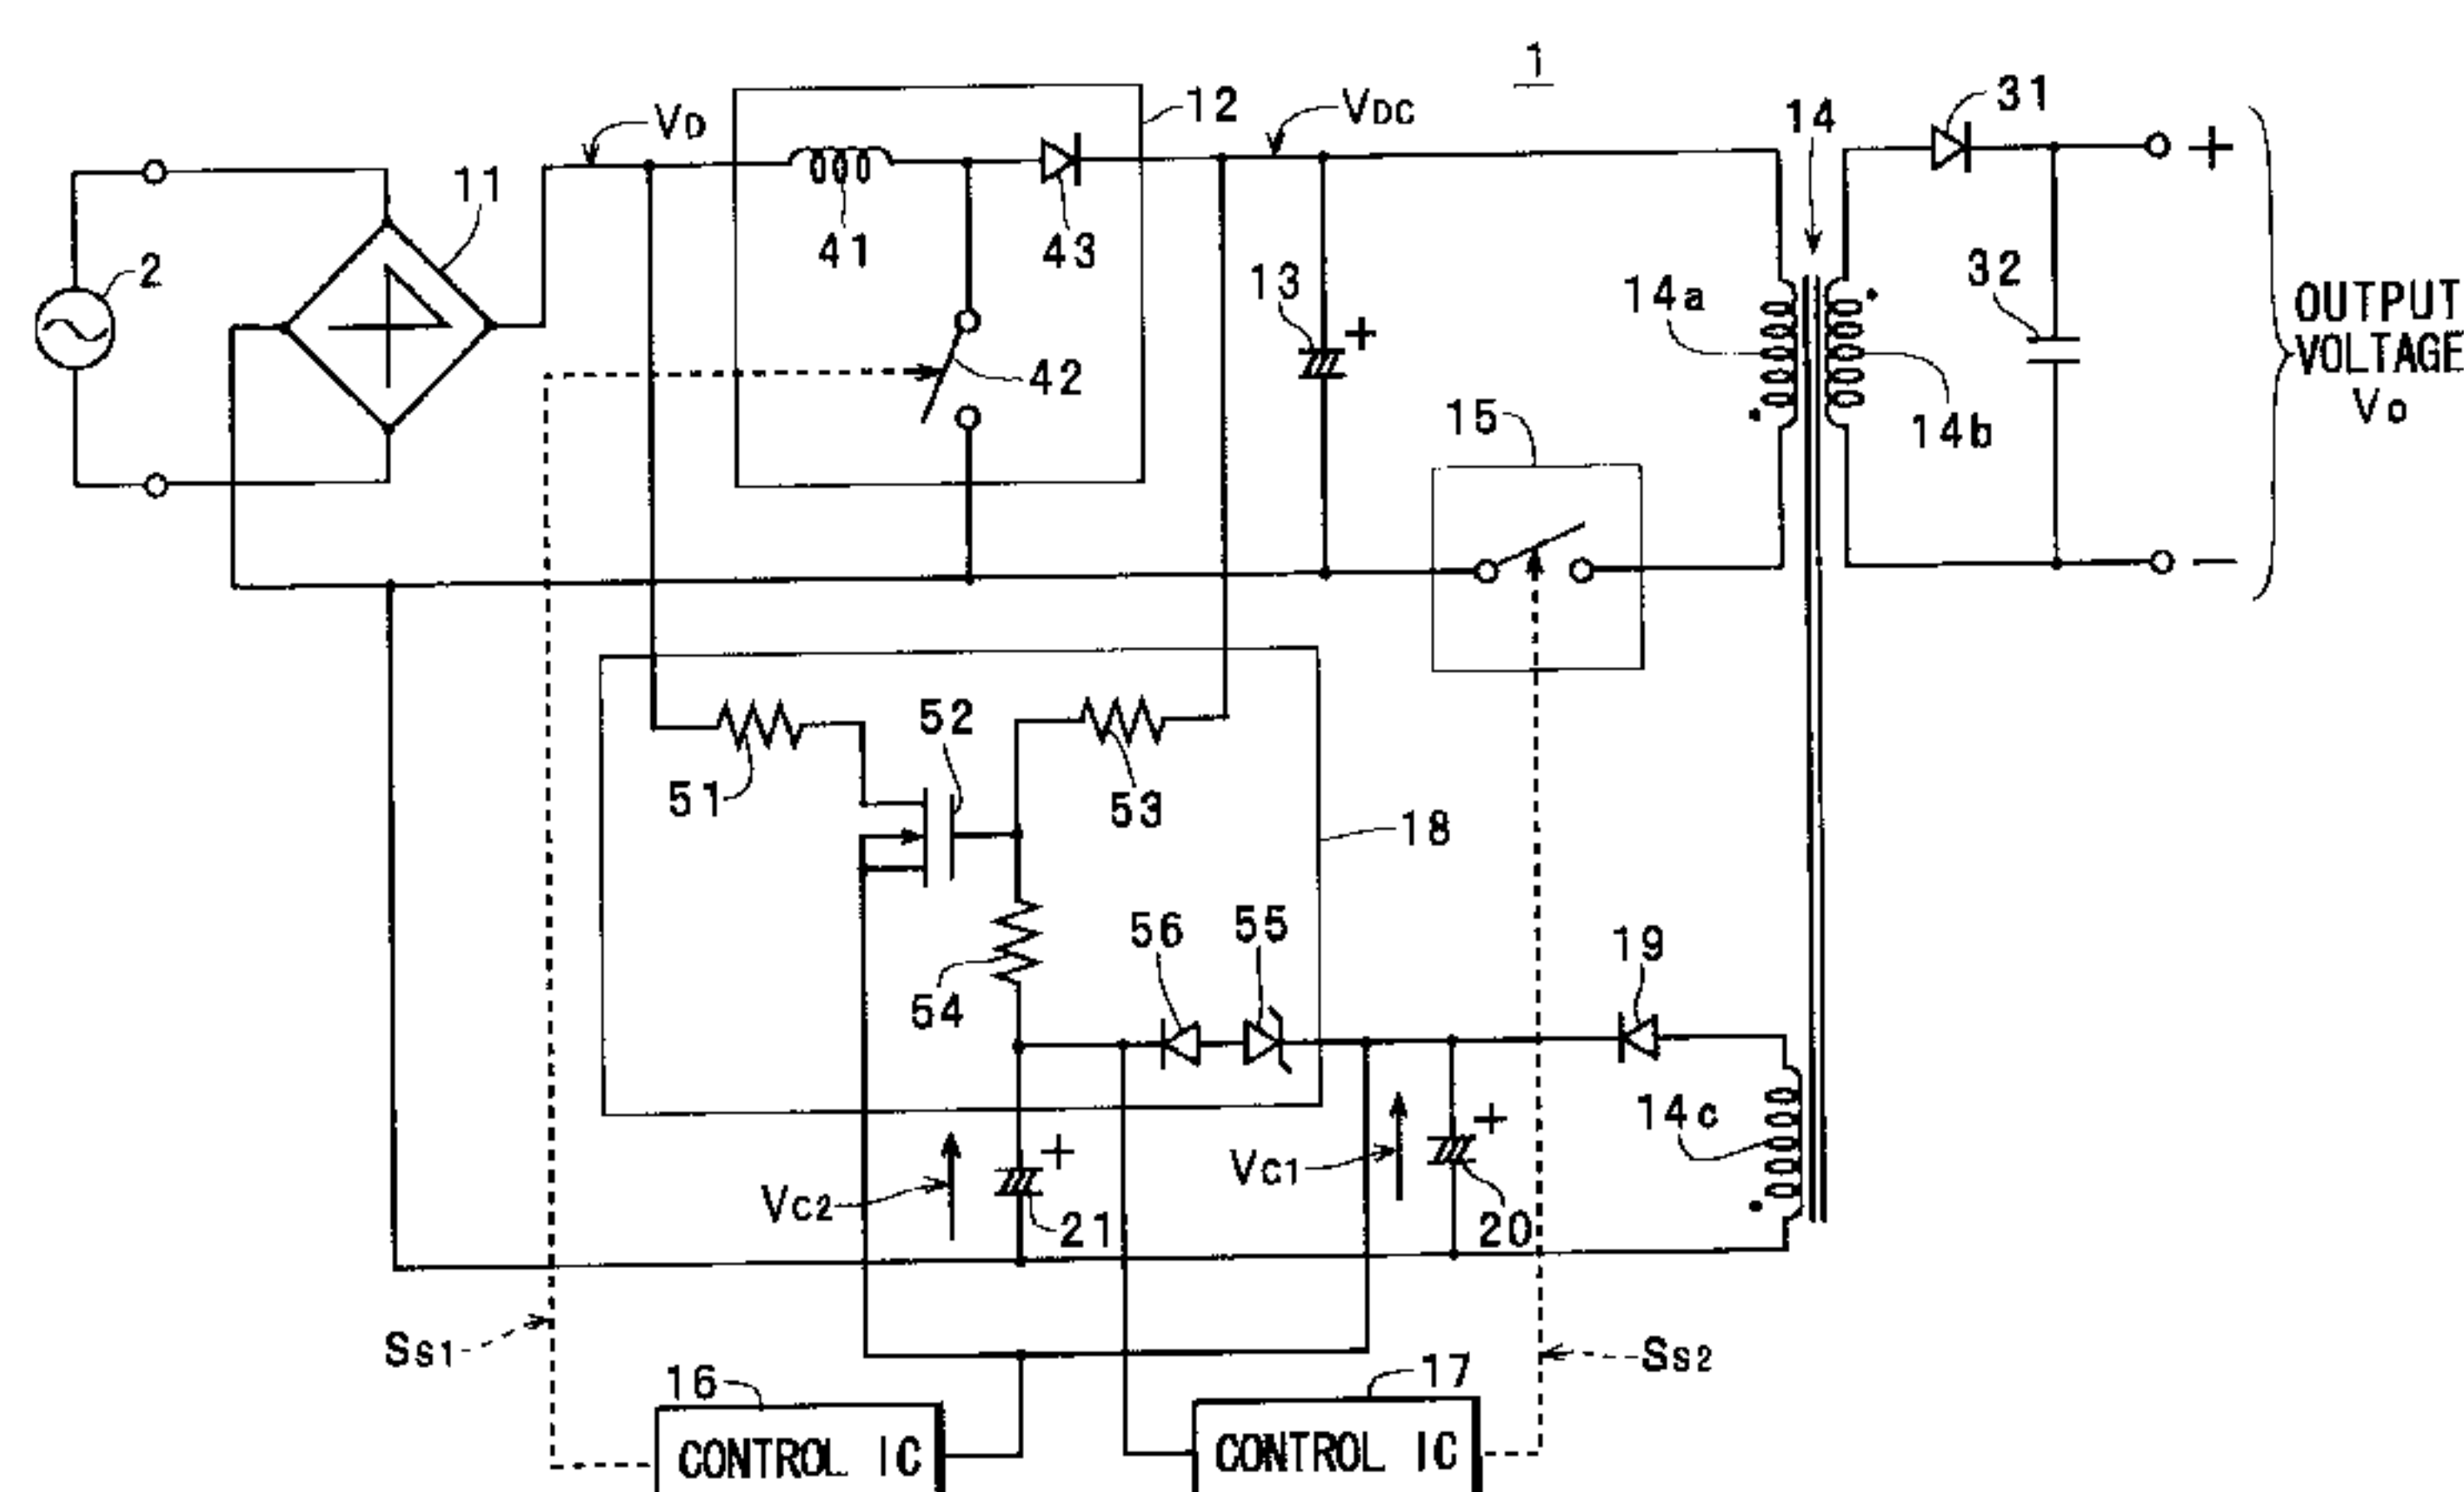 1
VD
12
VDC
14
31
+
11
2
41
43
13
+
14a
32
OUTPUT
VOLTAGE
Vo
42
15
14b
−
52
51
53
18
56
55
19
54
14c
+
+
VC2
VC1
21
20
SS1
SS2
16
17
CONTROL IC
CONTROL IC